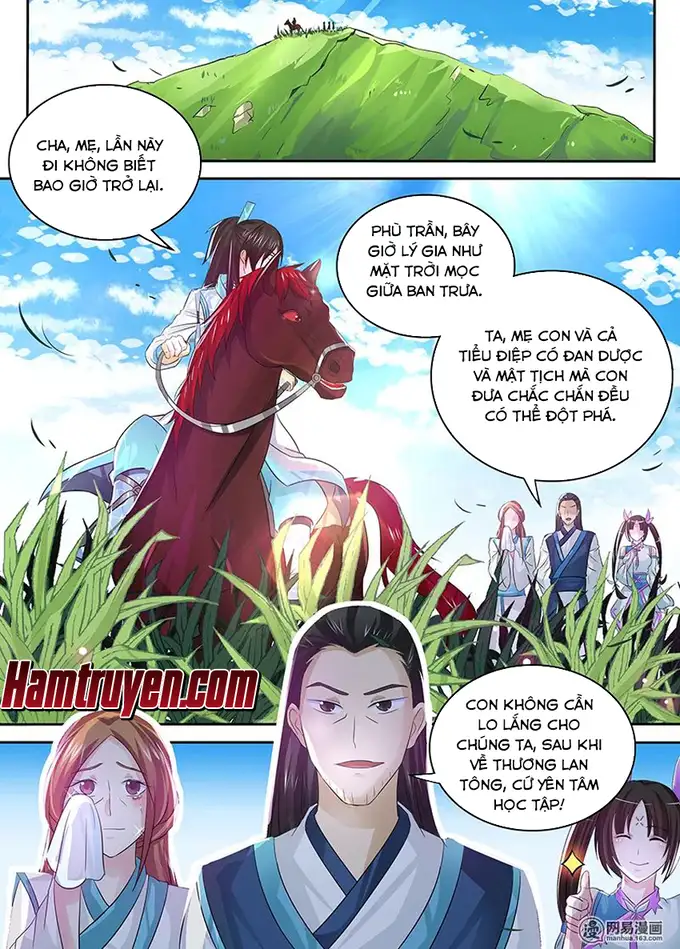 CHA, MẸ, LẦN NÀY
ĐI KHÔNG BIẾT
BAO GIỜ TRỞ LẠI.
PHÙ TRẦN, BÂY
GIỜ LÝ GIA NHƯ
MẶT TRỜI MỌC
GIỮA BAN TRƯA.
TA, MẸ CON VÀ CẢ
TIỂU ĐIỆP CÓ ĐAN DƯỢC
VÀ MẬT TỊCH MÀ CON
ĐƯA CHẮC CHẮN ĐỀU
CÓ THỂ ĐỘT PHÁ.
Hamtruyen.com
CON KHÔNG CẦN
LO LẮNG CHO
CHÚNG TA, SAU KHI
VỀ THƯƠNG LAN
TÔNG, CỨ YÊN TÂM
HỌC TẬP!
网易漫画
manhua.163.com